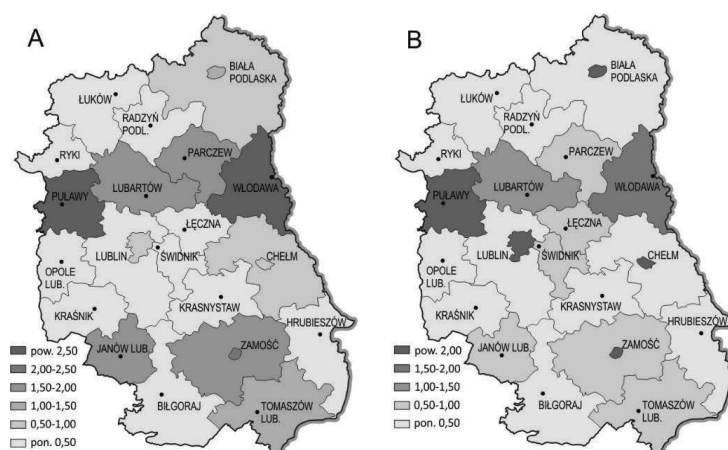 A
BIAŁA
PODLASKA
ŁUKÓW
RADZYŃ
PODL.
RYKI
PARCZEW
PUŁAWY
LUBARTÓW
WŁODAWA
ŁĘCZNA
LUBLIN
ŚWIDNIK
CHEŁM
OPOLE
LUB.
KRASNYSTAW
KRAŚNIK
HRUBIESZÓW
JANÓW LUB.
ZAMOŚĆ
BIŁGORAJ
TOMASZÓW
LUB.
pow. 2,50
2,00-2,50
1,50-2,00
1,00-1,50
0,50-1,00
pon. 0,50
B
BIAŁA
PODLASKA
ŁUKÓW
RADZYŃ
PODL.
RYKI
PARCZEW
PUŁAWY
LUBARTÓW
WŁODAWA
ŁĘCZNA
LUBLIN
ŚWIDNIK
CHEŁM
OPOLE
LUB.
KRASNYSTAW
KRAŚNIK
HRUBIESZÓW
JANÓW LUB.
ZAMOŚĆ
BIŁGORAJ
TOMASZÓW
LUB.
pow. 2,00
1,50-2,00
1,00-1,50
0,50-1,00
pon. 0,50